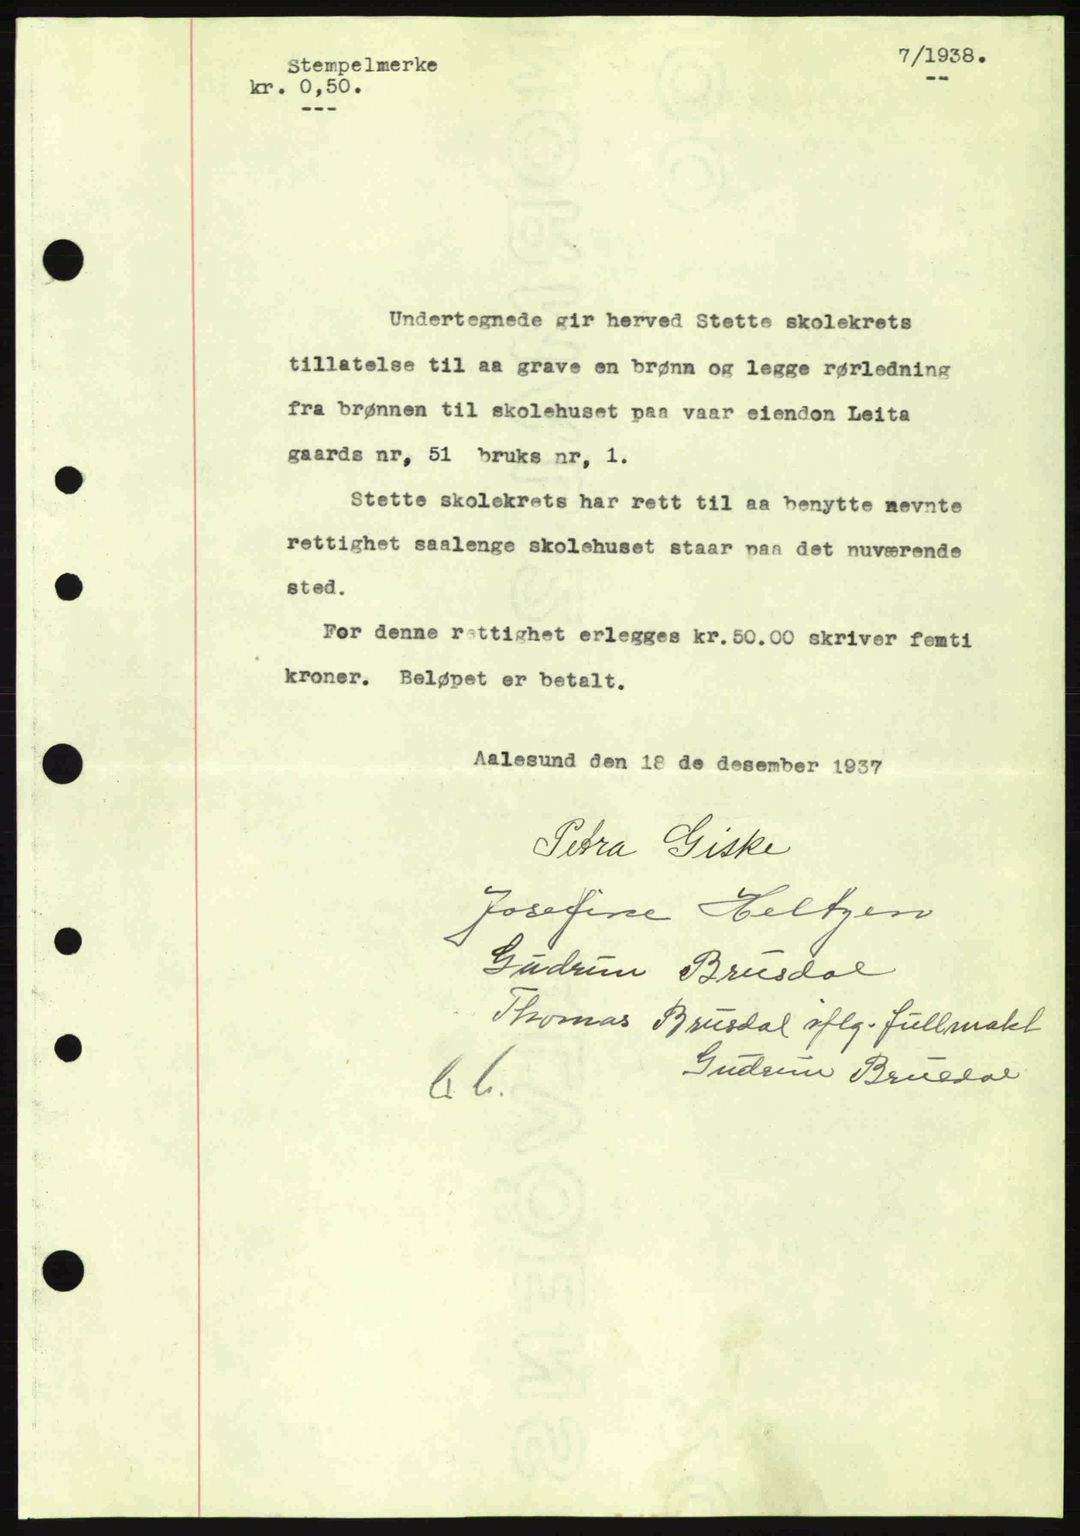 Stempelmerke
kr. 0,50.
---
7/1938.
--
Undertegnede gir herved Stette skolekrets
tillatelse til aa grave en brønn og legge rørledning
fra brønnen til skolehuset paa vaar eiendon Leita
gaards nr, 51 bruks nr, 1.
Stette skolekrets har rett til aa benytte nevnte
rettighet saalenge skolehuset staar paa det nuværende
sted.
For denne rettighet erlegges kr.50.00 skriver femti
kroner. Beløpet er betalt.
Aalesund den 18 de desember 1937
Petra Giske
Josefine Heltzen
Gudrun Brusdal
Thomas Brusdal iflg. fullmakt
Gudrun Brusdal